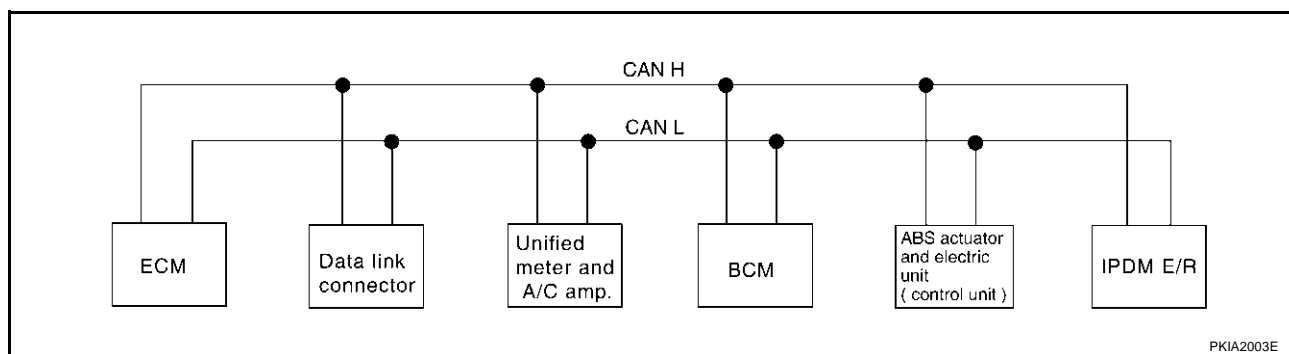 CAN H
CAN L
ECM
Data link
connector
Unified
meter and
A/C amp.
BCM
ABS actuator
and electric
unit
( control unit )
IPDM E/R
PKIA2003E